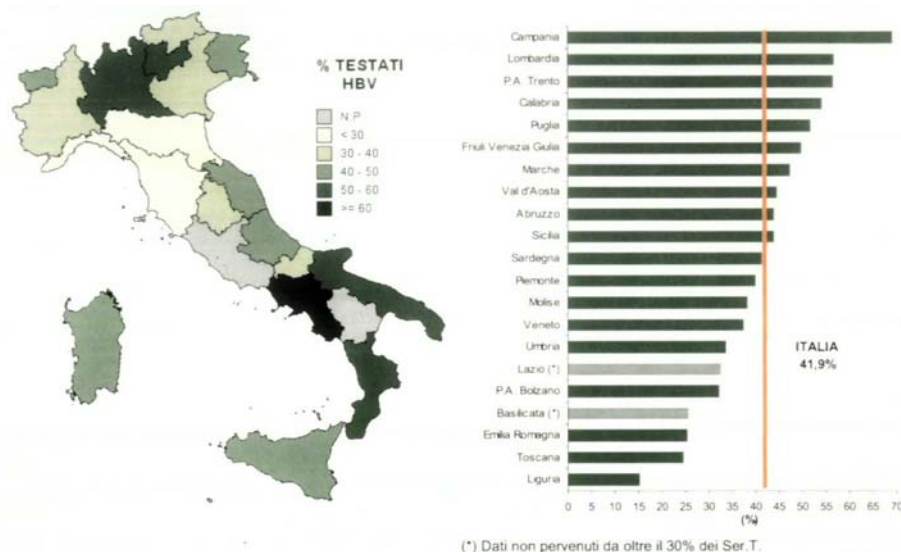 % TESTATI
HBV
N.P.
< 30
30 - 40
40 - 50
50 - 60
>= 60
Campania
Lombardia
P.A. Trento
Calabria
Puglia
Friuli Venezia Giulia
Marche
Val d'Aosta
Abruzzo
Sicilia
Sardegna
Piemonte
Molise
Veneto
Umbria
Lazio (*)
P.A. Bolzano
Basilicata (*)
Emilia Romagna
Toscana
Liguria
ITALIA
41,9%
0 5 10 15 20 25 30 35 40 45 50 55 60 65 70
(%)
(*) Dati non pervenuti da oltre il 30% dei Ser.T.